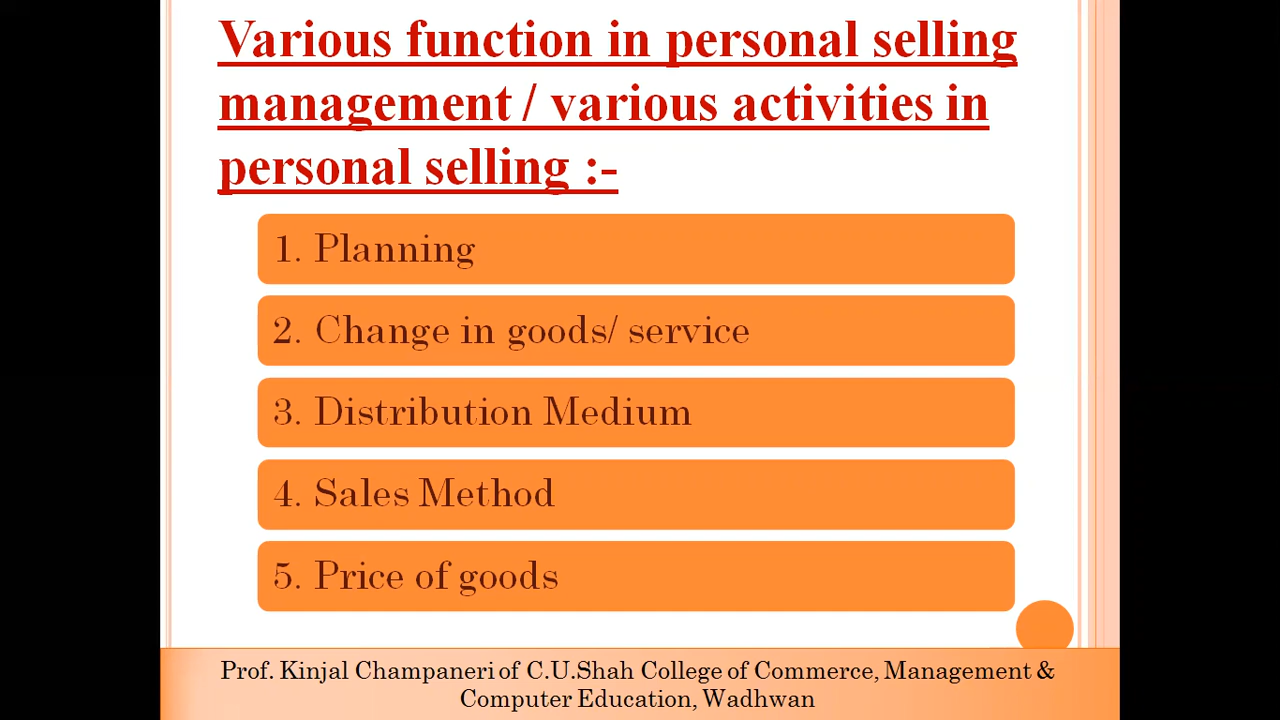 Various function in personal selling
management / various activities in
personal selling :-
1. Planning
2. Change in goods/ service
3. Distribution Medium
4. Sales Method
5. Price of goods
Prof. Kinjal Champaneri of C.U.Shah College of Commerce, Management &
Computer Education, Wadhwan